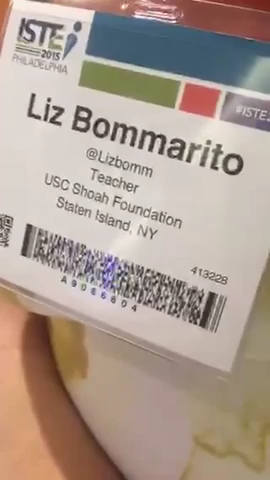 ISTE
2015
PHILADELPHIA
#ISTE
Liz Bommarito
@Lizbomm
Teacher
USC Shoah Foundation
Staten Island, NY
413228
A9086604